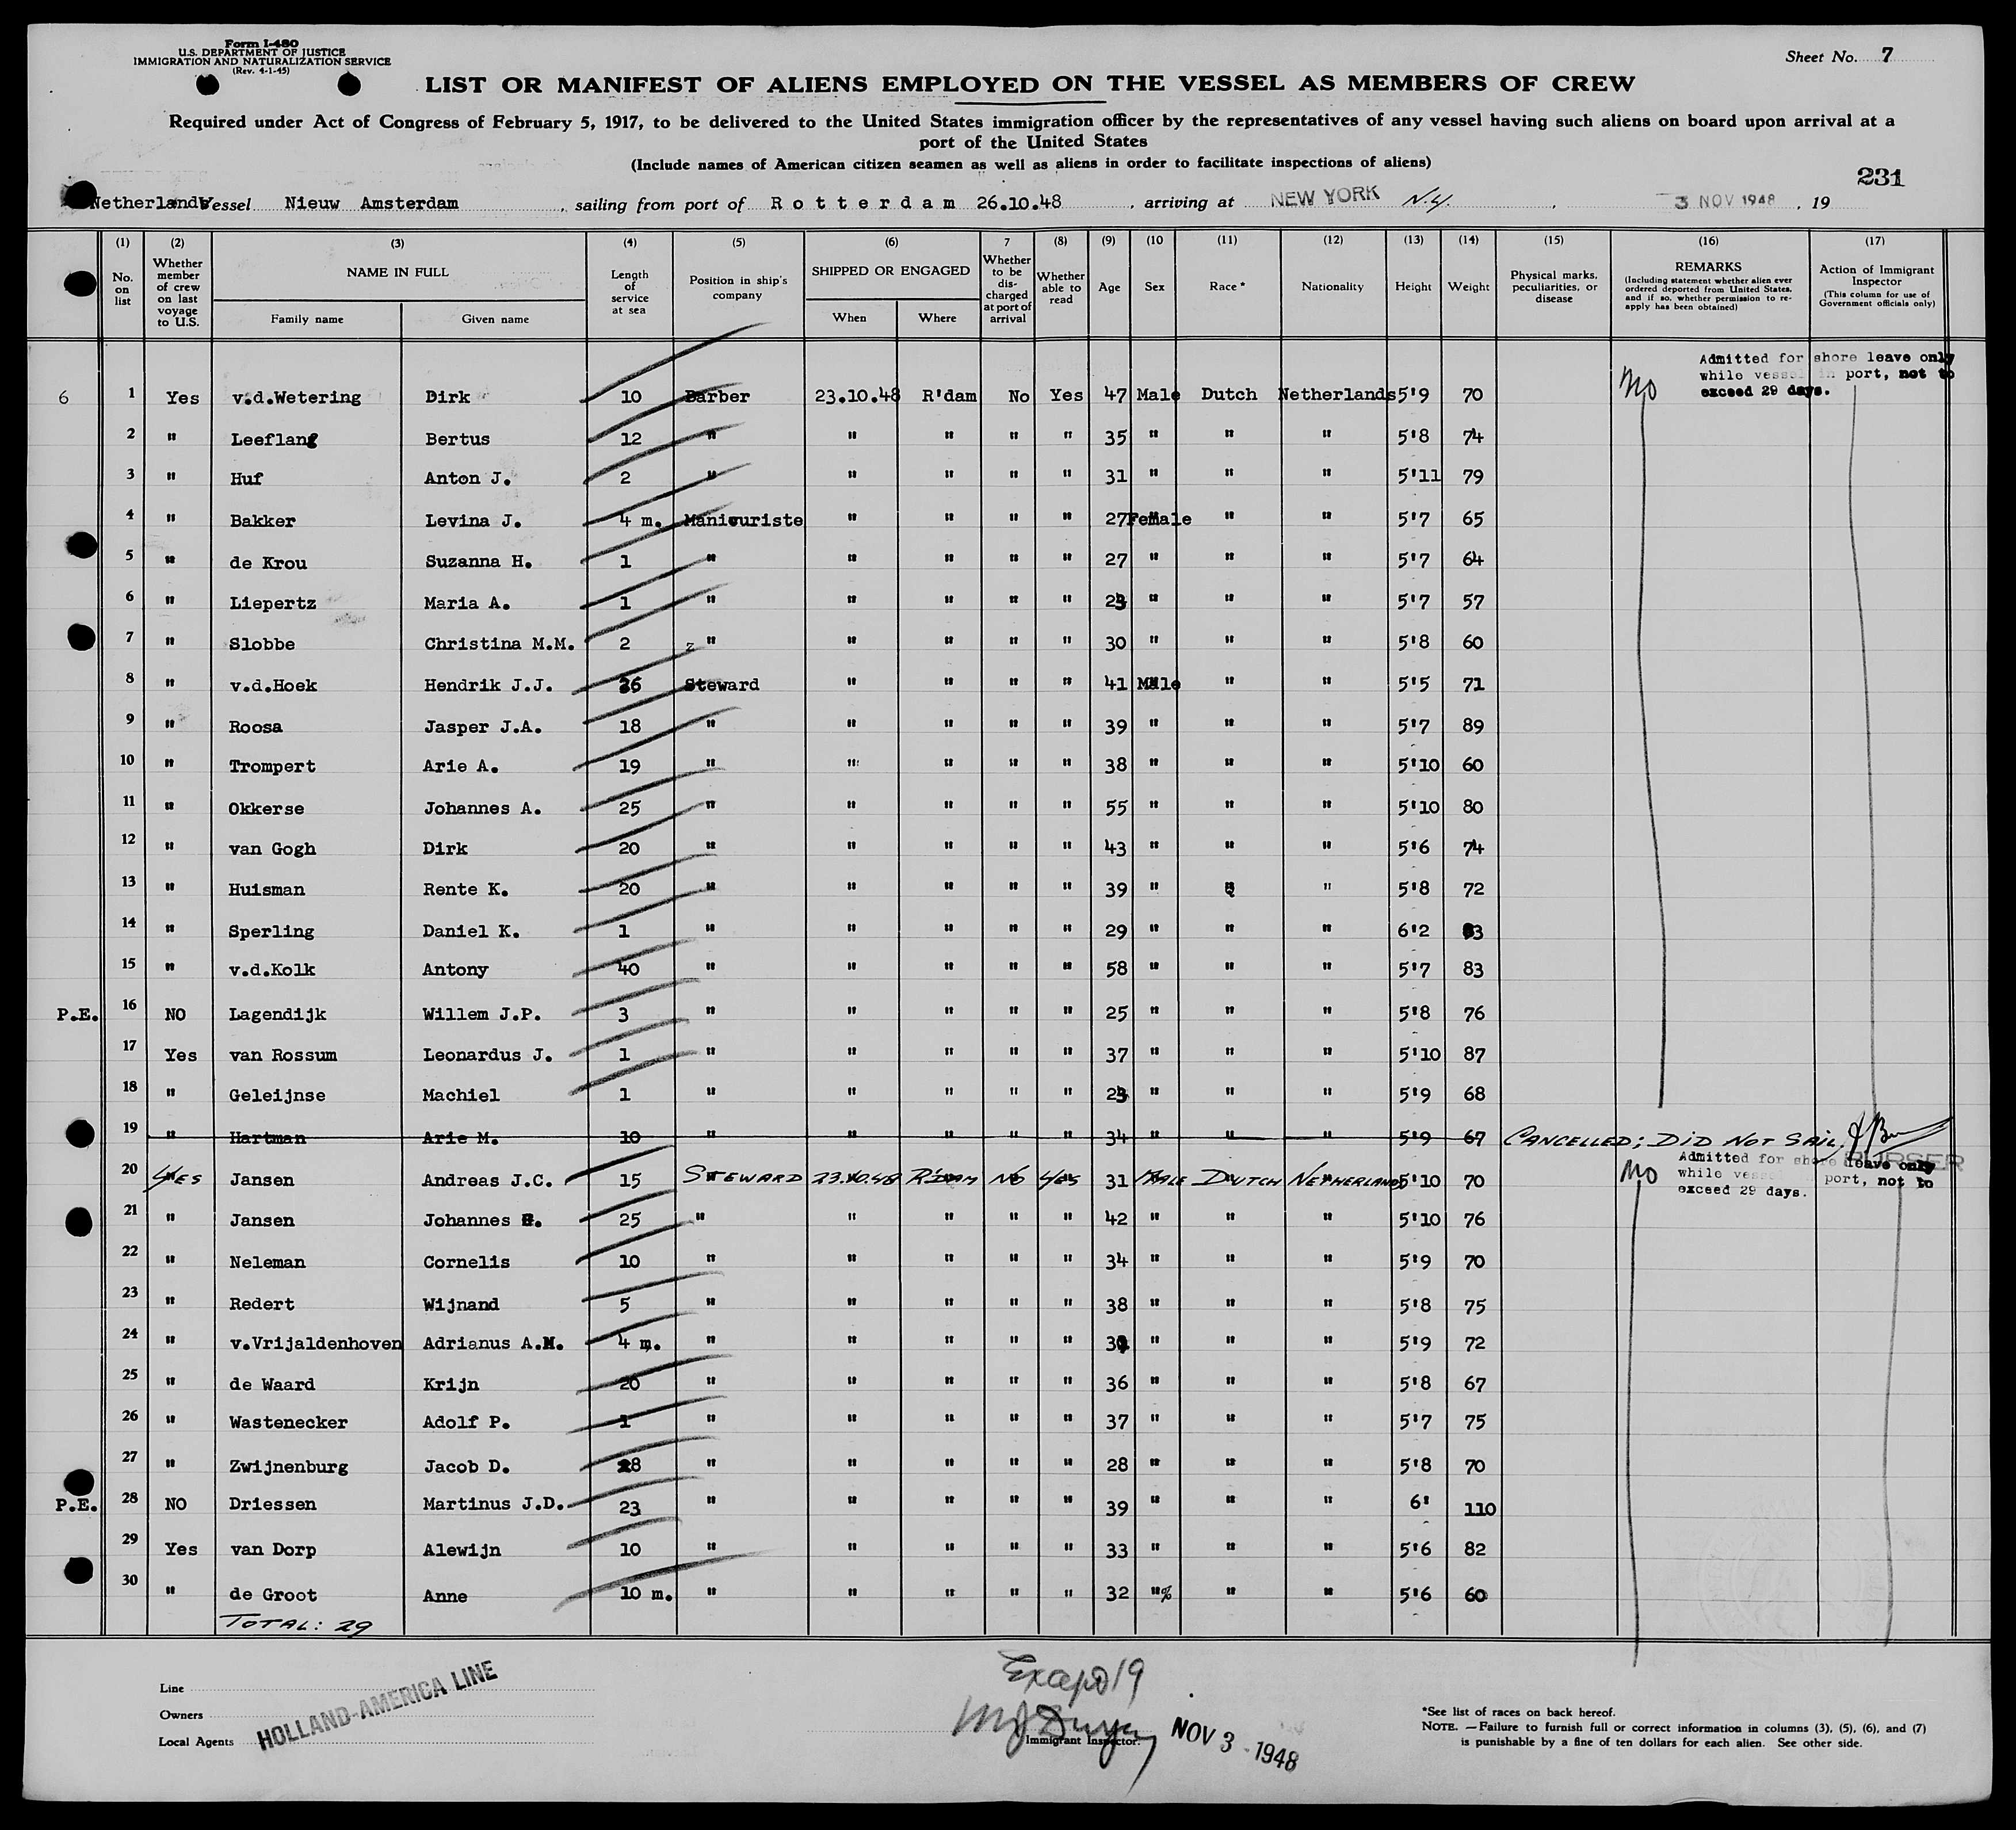 Form I-480
U.S. DEPARTMENT OF JUSTICE
IMMIGRATION AND NATURALIZATION SERVICE
(Rev. 4-1-45)
Sheet No. 7
LIST OR MANIFEST OF ALIENS EMPLOYED ON THE VESSEL AS MEMBERS OF CREW
Required under Act of Congress of February 5, 1917, to be delivered to the United States immigration officer by the representatives of any vessel having such aliens on board upon arrival at a
port of the United States
(Include names of American citizen seamen as well as aliens in order to facilitate inspections of aliens)
231
Netherlands Vessel Nieuw Amsterdam, sailing from port of Rotterdam 26.10.48, arriving at NEW YORK N.Y., 3 NOV 1948, 19
(1) (2) (3) (4) (5) (6) 7 (8) (9) (10 (11) (12) (13) (14) (15) (16) (17)
No. on list | Whether member of crew on last voyage to U.S. | NAME IN FULL | Family name | Given name | Length of service at sea | Position in ship's company | SHIPPED OR ENGAGED | When | Where | Whether to be discharged at port of arrival | Whether able to read | Age | Sex | Race* | Nationality | Height | Weight | Physical marks, peculiarities, or disease | REMARKS (Including statement whether alien ever ordered deported from United States, and if so, whether permission to reapply has been obtained) | Action of Immigrant Inspector (This column for use of Government officials only)
Admitted for shore leave only
while vessel in port, not to
exceed 29 days.
6 1 Yes v.d.Wetering Dirk 10 Barber 23.10.48 R'dam No Yes 47 Male Dutch Netherlands 5'9 70 No
2 " Leeflang Bertus 12 " " " " " 35 " " " 5'8 74
3 " Huf Anton J. 2 " " " " " 31 " " " 5'11 79
4 " Bakker Levina J. 4 m. Manicuriste " " " " 27 Female " " 5'7 65
5 " de Krou Suzanna H. 1 " " " " " 27 " " " 5'7 64
6 " Liepertz Maria A. 1 " " " " " 23 " " " 5'7 57
7 " Slobbe Christina M.M. 2 z " " " " " 30 " " " 5'8 60
8 " v.d.Hoek Hendrik J.J. 26 Steward " " " " 41 Male " " 5'5 71
9 " Roosa Jasper J.A. 18 " " " " " 39 " " " 5'7 89
10 " Trompert Arie A. 19 " " " " " 38 " " " 5'10 60
11 " Okkerse Johannes A. 25 " " " " " 55 " " " 5'10 80
12 " van Gogh Dirk 20 " " " " " 43 " " " 5'6 74
13 " Huisman Rente K. 20 " " " " " 39 " " " 5'8 72
14 " Sperling Daniel K. 1 " " " " " 29 " " " 6'2 83
15 " v.d.Kolk Antony 40 " " " " " 58 " " " 5'7 83
P.E. 16 NO Lagendijk Willem J.P. 3 " " " " " 25 " " " 5'8 76
17 Yes van Rossum Leonardus J. 1 " " " " " 37 " " " 5'10 87
18 " Geleijnse Machiel 1 " " " " " 23 " " " 5'9 68
19 " Hartman Arie M. 10 " " " " " 34 " " " 5'9 67 CANCELLED; DID NOT SAIL.
PURSER
Admitted for shore leave only
while vessel port, not to
exceed 29 days.
20 YES Jansen Andreas J.C. 15 STEWARD 23.10.48 R'DAM NO YES 31 MALE DUTCH NETHERLANDS 5'10 70 No
21 " Jansen Johannes 25 " " " " " 42 " " " 5'10 76
22 " Neleman Cornelis 10 " " " " " 34 " " " 5'9 70
23 " Redert Wijnand 5 " " " " " 38 " " " 5'8 75
24 " v.Vrijaldenhoven Adrianus A.M. 4 m. " " " " " " " " 5'9 72
25 " de Waard Krijn 20 " " " " " 36 " " " 5'8 67
26 " Wastenecker Adolf P. 1 " " " " " 37 " " " 5'7 75
27 " Zwijnenburg Jacob D. " " " " " 28 " " " 5'8 70
P.E. 28 NO Driessen Martinus J.D. 23 " " " " " 39 " " " 6' 110
29 Yes van Dorp Alewijn 10 " " " " " 33 " " " 5'6 82
30 " de Groot Anne 10 m. " " " " " 32 "% " " 5'6 60
TOTAL: 29
Line
Owners
Local Agents
HOLLAND-AMERICA LINE
19
Immigrant Inspector.
NOV 3 - 1948
*See list of races on back hereof.
NOTE.—Failure to furnish full or correct information in columns (3), (5), (6), and (7)
is punishable by a fine of ten dollars for each alien. See other side.